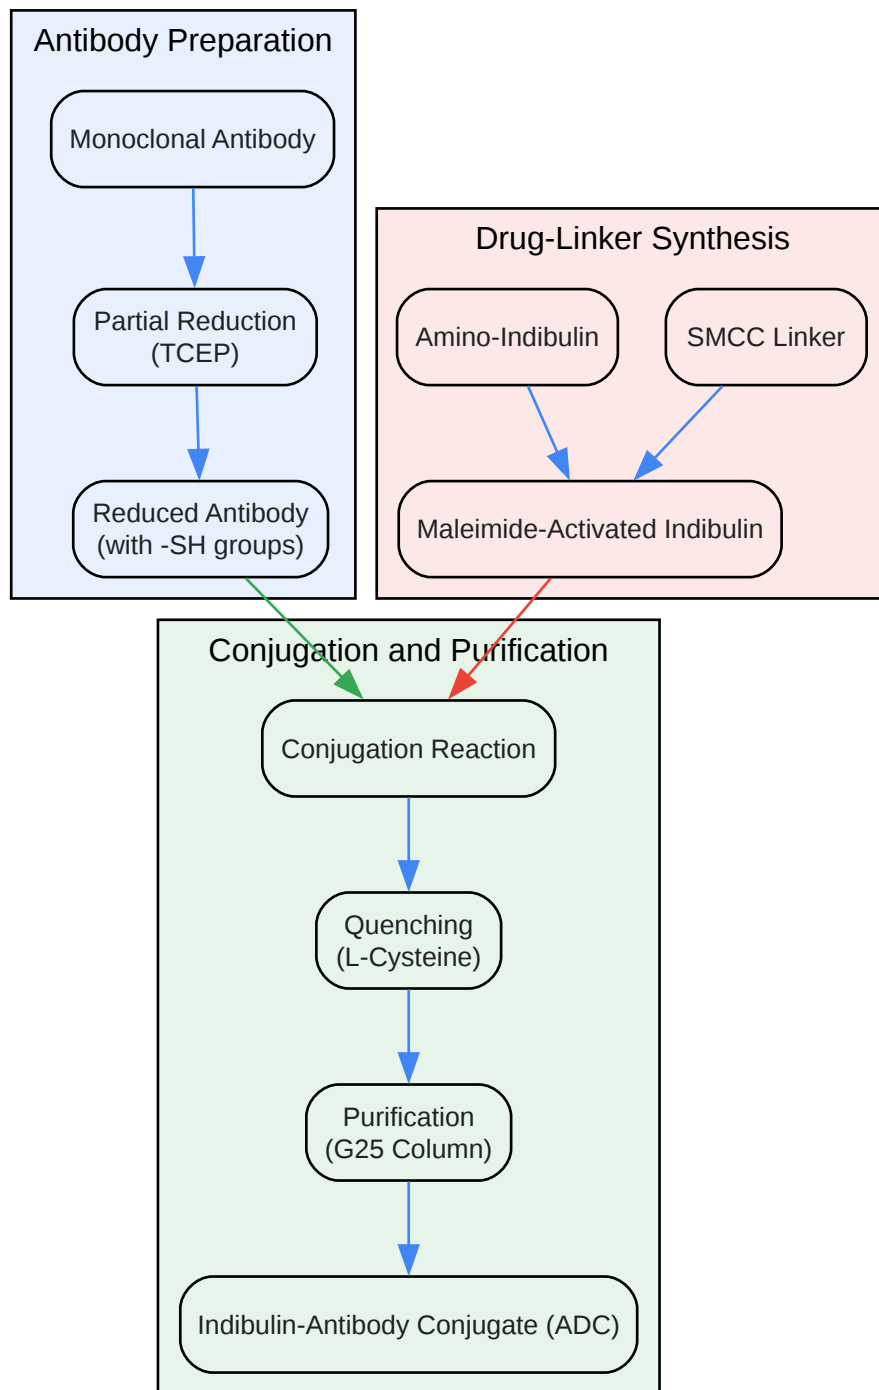 Antibody Preparation
Monoclonal Antibody
Partial Reduction
(TCEP)
Reduced Antibody
(with -SH groups)
Drug-Linker Synthesis
Amino-Indibulin
SMCC Linker
Maleimide-Activated Indibulin
Conjugation and Purification
Conjugation Reaction
Quenching
(L-Cysteine)
Purification
(G25 Column)
Indibulin-Antibody Conjugate (ADC)